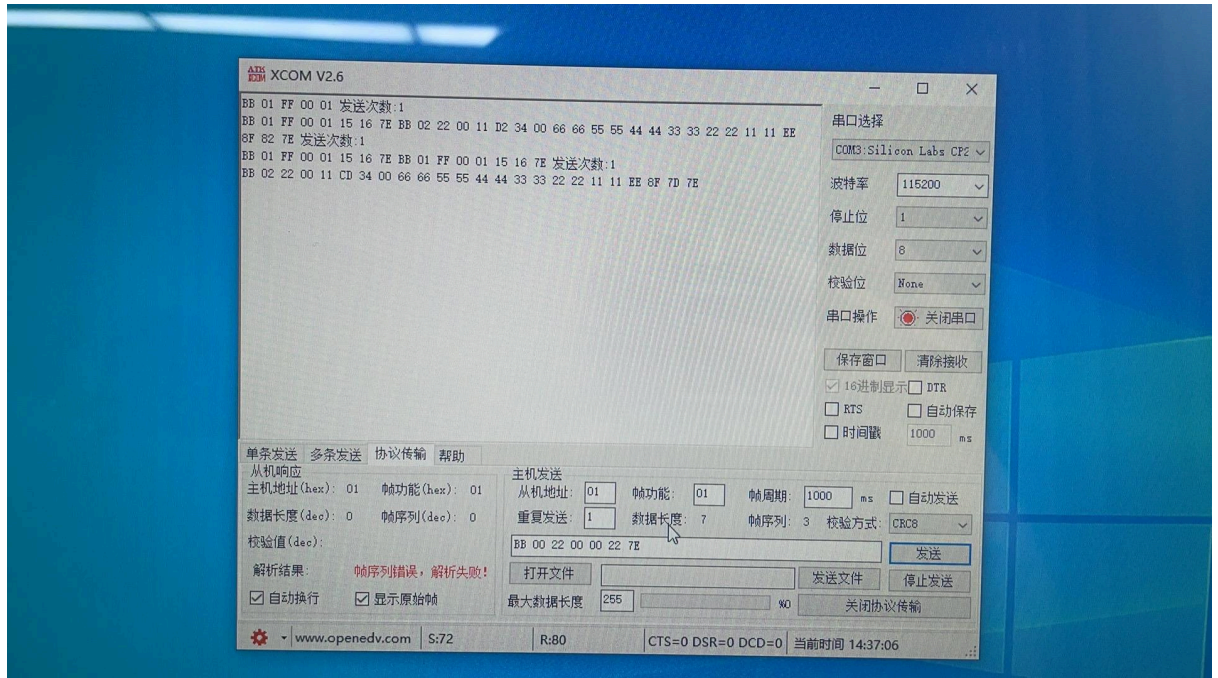 ATK XCOM XCOM V2.6
BB 01 FF 00 01 发送次数:1
BB 01 FF 00 01 15 16 7E BB 02 22 00 11 D2 34 00 66 66 55 55 44 44 33 33 22 22 11 11 EE
8F 82 7E 发送次数:1
BB 01 FF 00 01 15 16 7E BB 01 FF 00 01 15 16 7E 发送次数:1
BB 02 22 00 11 CD 34 00 66 66 55 55 44 44 33 33 22 22 11 11 EE 8F 7D 7E
串口选择
COM3:Silicon Labs CP2
波特率 115200
停止位 1
数据位 8
校验位 None
串口操作 关闭串口
保存窗口 清除接收
16进制显示 DTR
RTS 自动保存
时间戳 1000 ms
单条发送 多条发送 协议传输 帮助
从机响应
主机地址(hex): 01 帧功能(hex): 01
数据长度(dec): 0 帧序列(dec): 0
校验值(dec):
解析结果: 帧序列错误，解析失败!
自动换行 显示原始帧
主机发送
从机地址: 01 帧功能: 01 帧周期: 1000 ms 自动发送
重复发送: 1 数据长度: 7 帧序列: 3 校验方式: CRC8
BB 00 22 00 00 22 7E 发送
打开文件 发送文件 停止发送
最大数据长度 255 %0 关闭协议传输
www.openedv.com S:72 R:80 CTS=0 DSR=0 DCD=0 当前时间 14:37:06